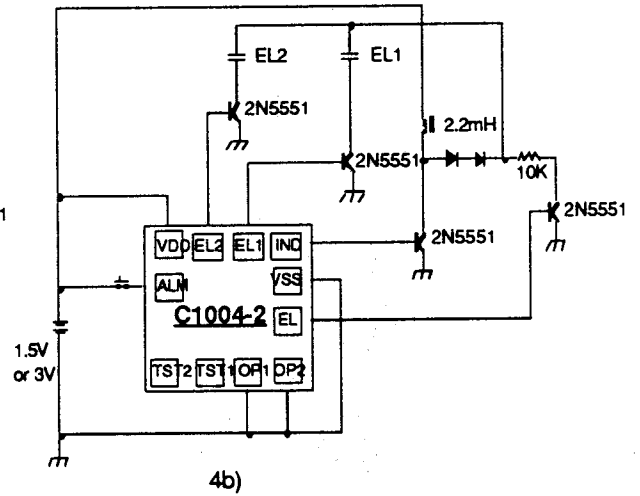 EL2
EL1
2N5551
2.2mH
2N5551
10K
2N5551
2N5551
1
VDD EL2 EL1 IND
VSS
ALM
C1004-2
EL
1.5V
or 3V
TST2 TST1 OP1 OP2
4b)